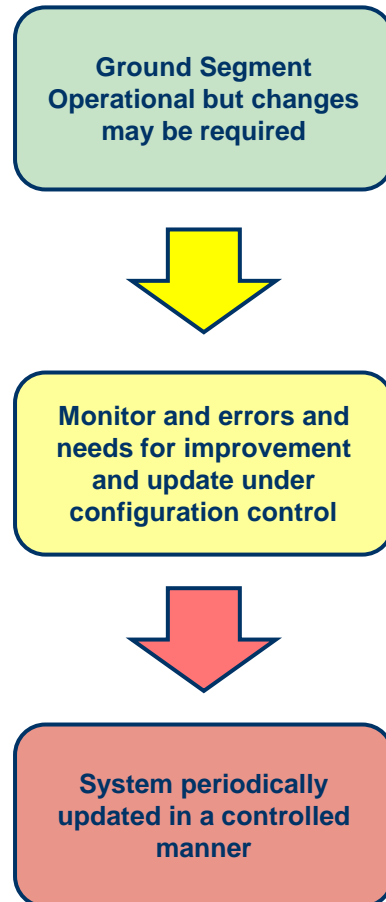 Ground Segment
Operational but changes
may be required
Monitor and errors and
needs for improvement
and update under
configuration control
System periodically
updated in a controlled
manner